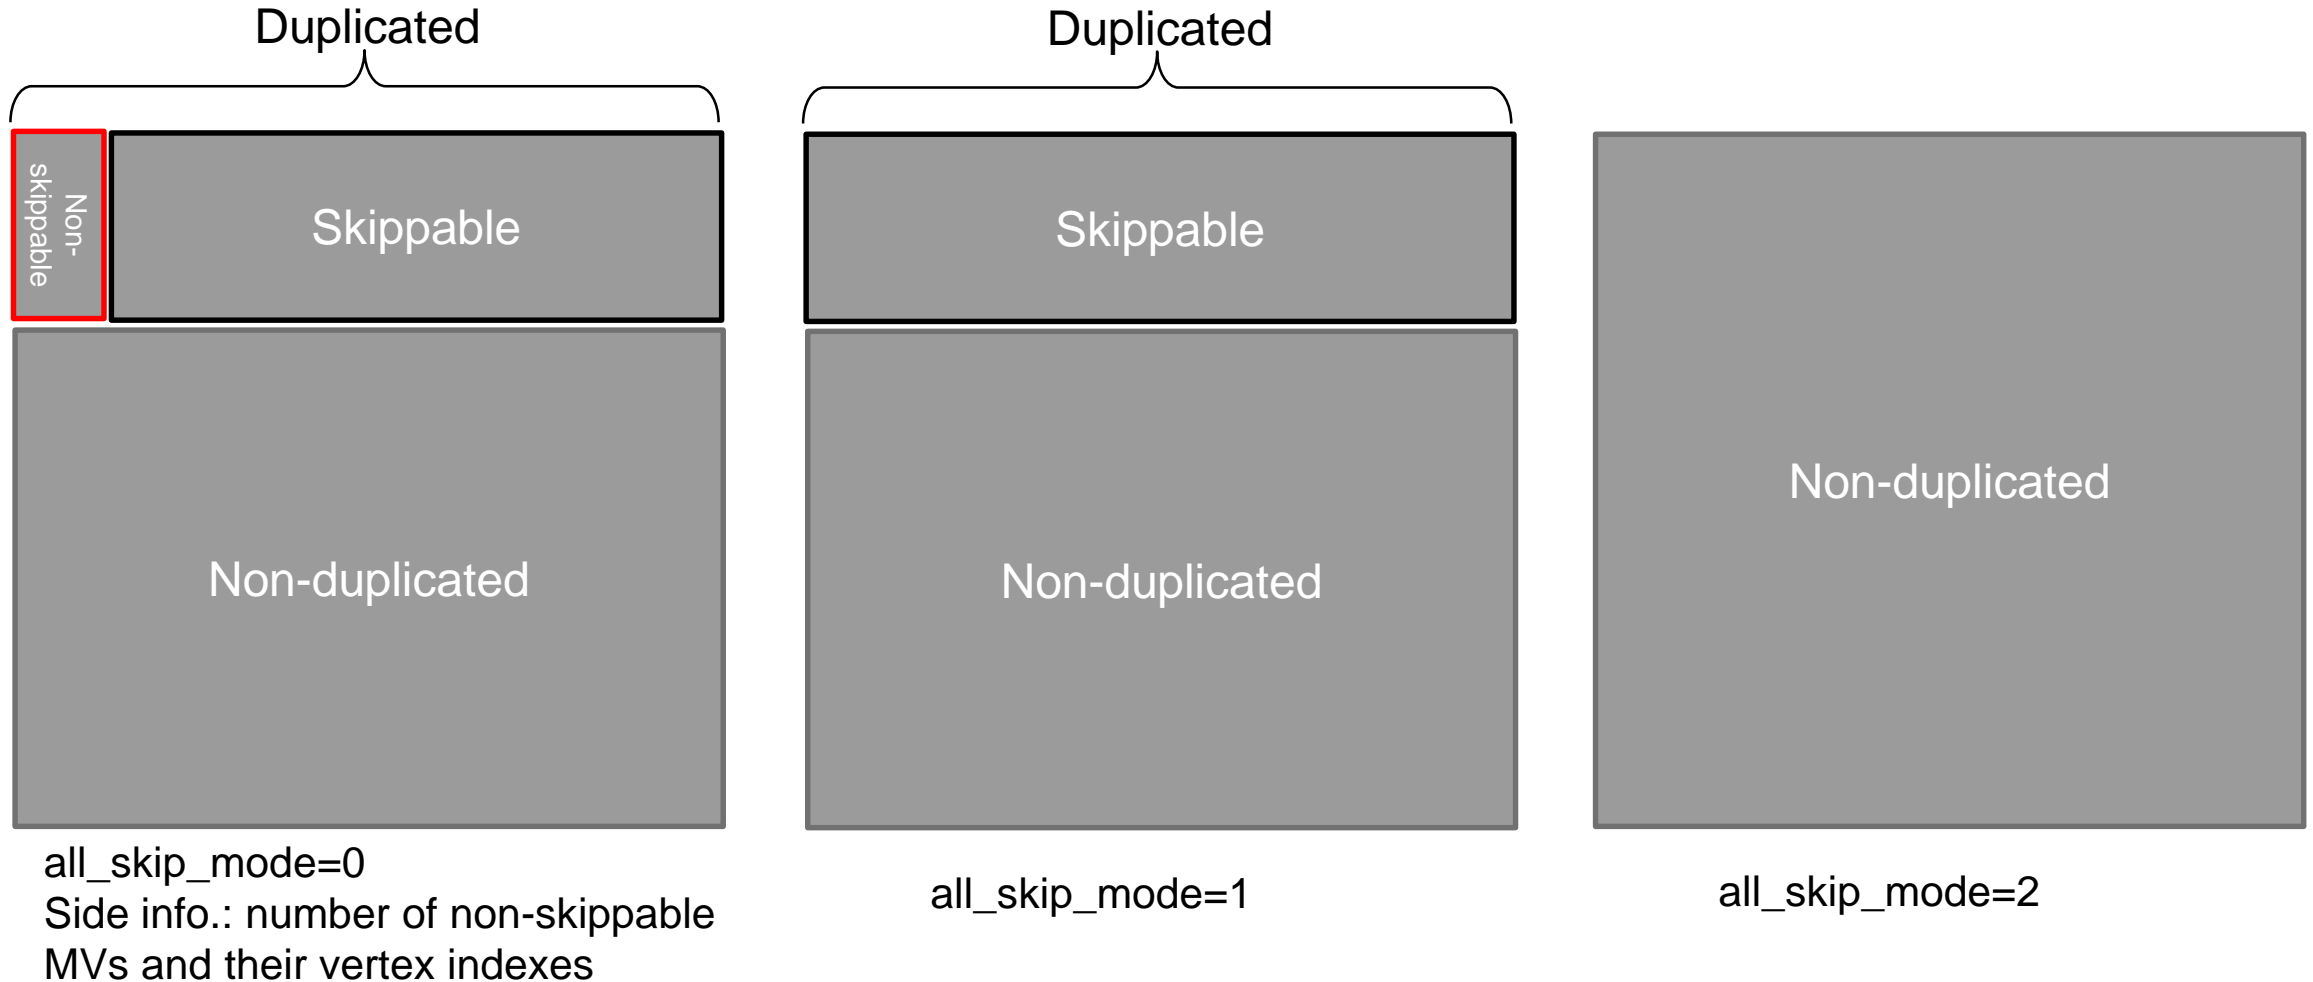 Duplicated
Duplicated
Non-
skippable
Skippable
Skippable
Non-duplicated
Non-duplicated
Non-duplicated
all_skip_mode=0
Side info.: number of non-skippable
MVs and their vertex indexes
all_skip_mode=1
all_skip_mode=2